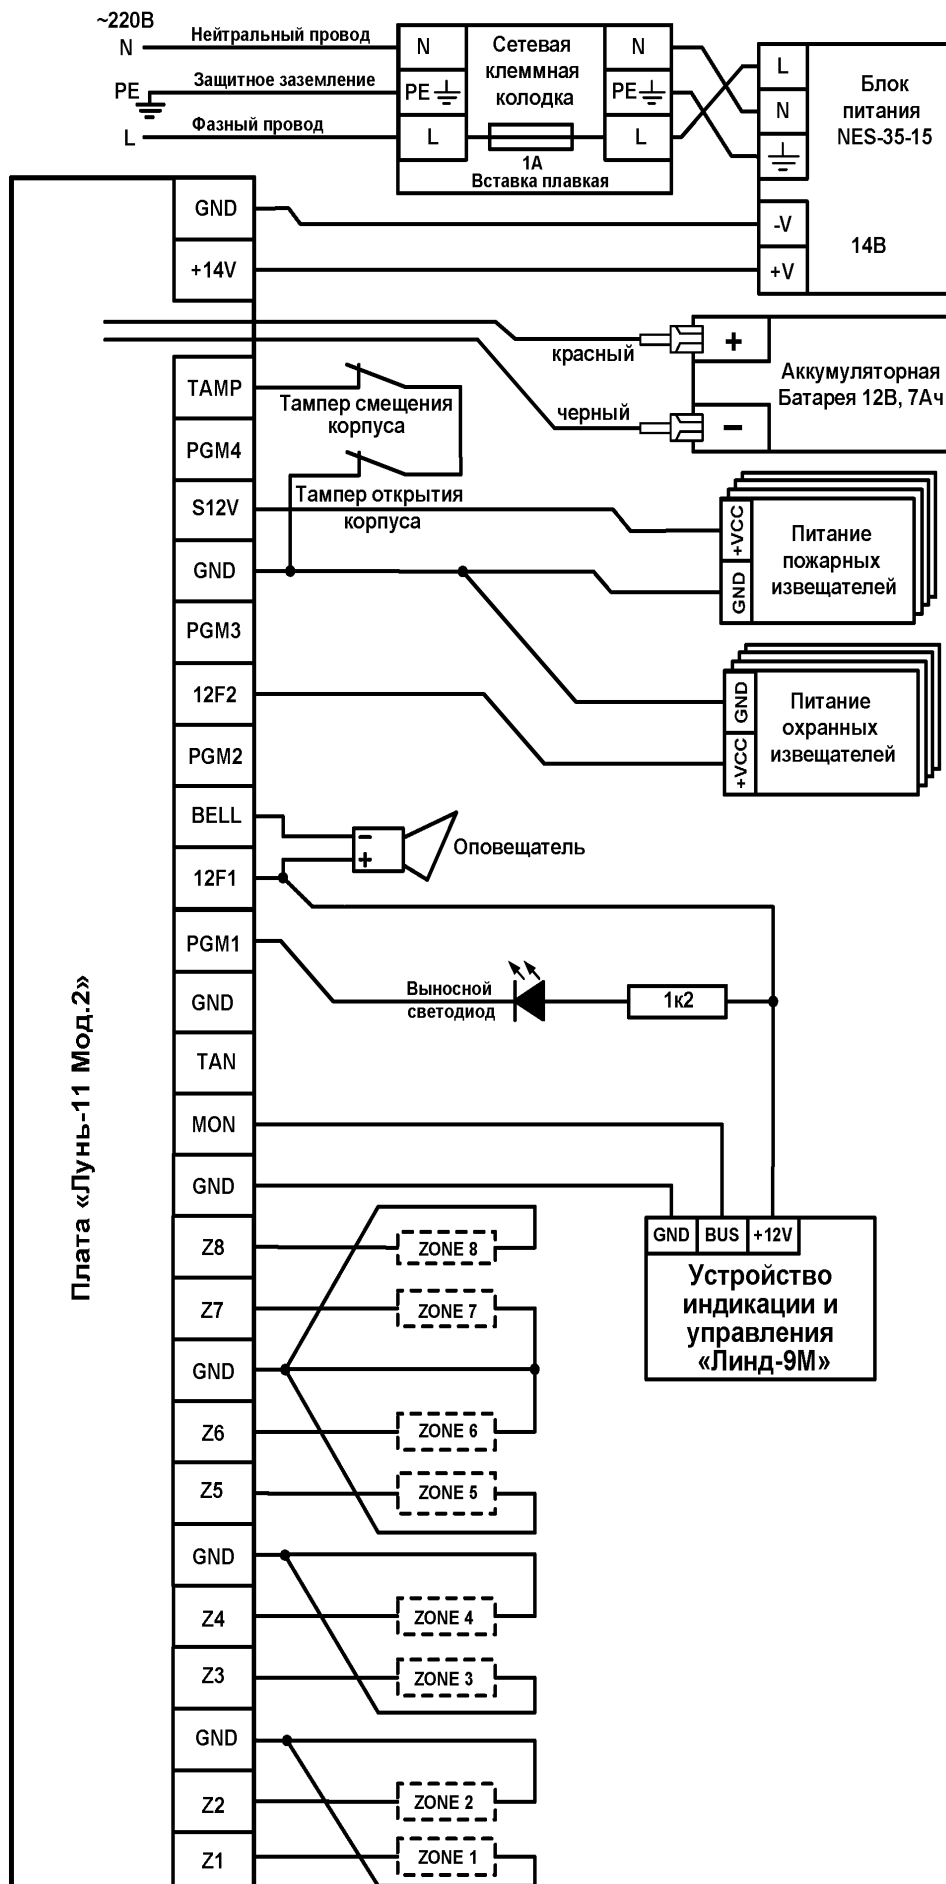 ~220В
N
Нейтральный провод
PE
Защитное заземление
L
Фазный провод
N
PE
L
Сетевая
клеммная
колодка
1А
Вставка плавкая
N
PE
L
L
N
Блок
питания
NES-35-15
-V
+V
14В
GND
+14V
TAMP
PGM4
S12V
GND
PGM3
12F2
PGM2
BELL
12F1
PGM1
GND
TAN
MON
GND
Z8
Z7
GND
Z6
Z5
GND
Z4
Z3
GND
Z2
Z1
Плата «Лунь-11 Мод.2»
красный
+
черный
–
Аккумуляторная
Батарея 12В, 7Ач
Тампер смещения
корпуса
Тампер открытия
корпуса
+VCC
GND
Питание
пожарных
извещателей
GND
+VCC
Питание
охранных
извещателей
-
+
Оповещатель
Выносной
светодиод
1к2
GND
BUS
+12V
Устройство
индикации и
управления
«Линд-9М»
ZONE 8
ZONE 7
ZONE 6
ZONE 5
ZONE 4
ZONE 3
ZONE 2
ZONE 1